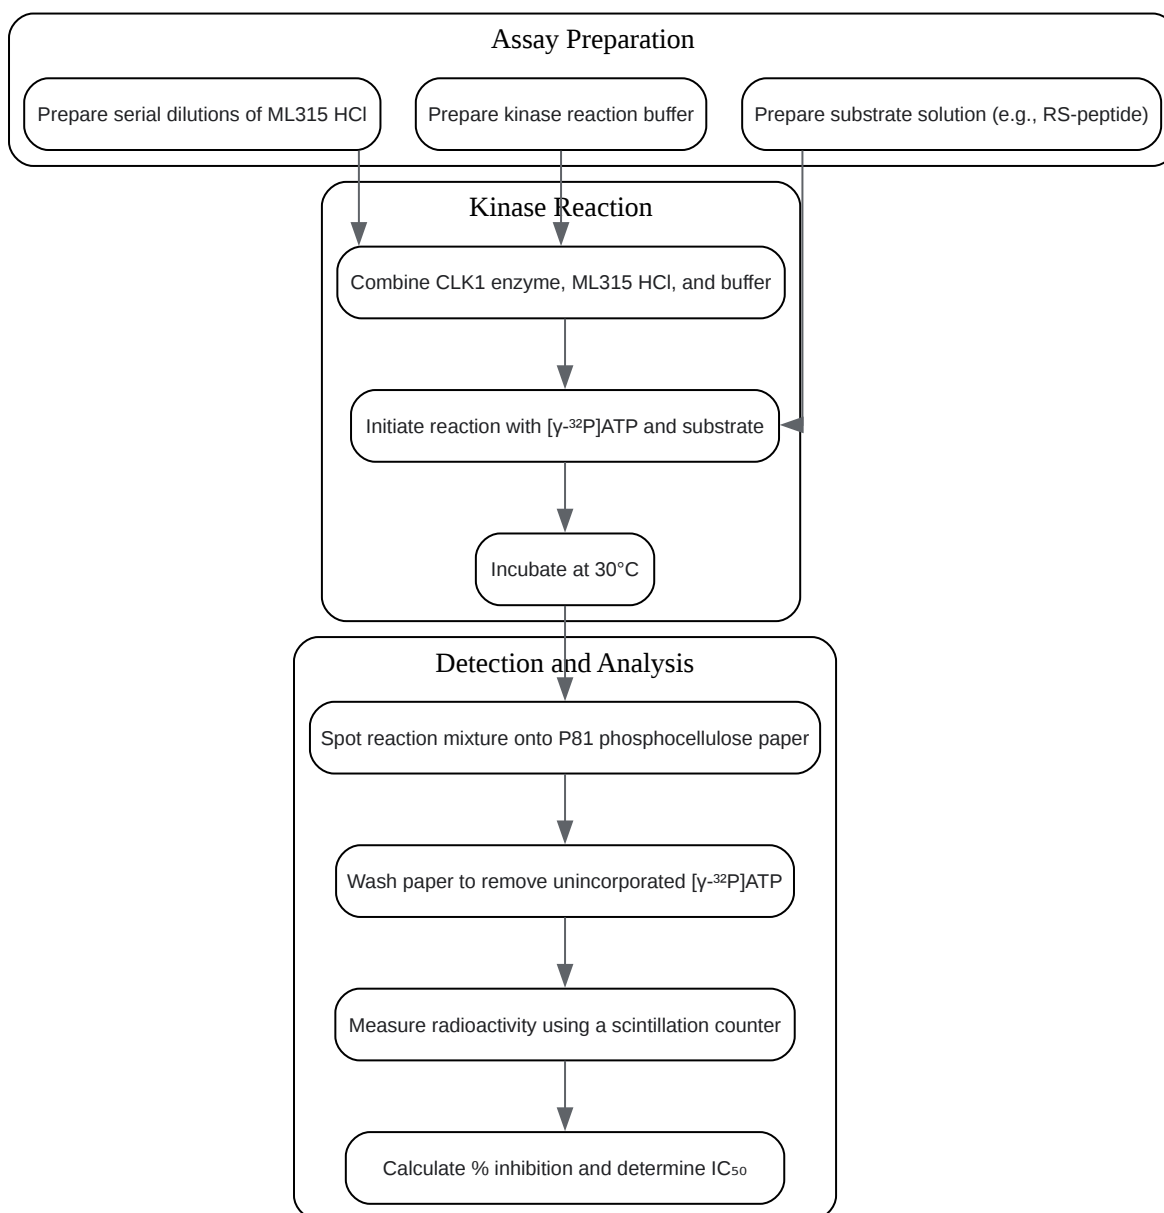 Assay Preparation
Prepare serial dilutions of ML315 HCl
Prepare kinase reaction buffer
Prepare substrate solution (e.g., RS-peptide)
Kinase Reaction
Combine CLK1 enzyme, ML315 HCl, and buffer
Initiate reaction with [γ-³²P]ATP and substrate
Incubate at 30°C
Detection and Analysis
Spot reaction mixture onto P81 phosphocellulose paper
Wash paper to remove unincorporated [γ-³²P]ATP
Measure radioactivity using a scintillation counter
Calculate % inhibition and determine IC₅₀